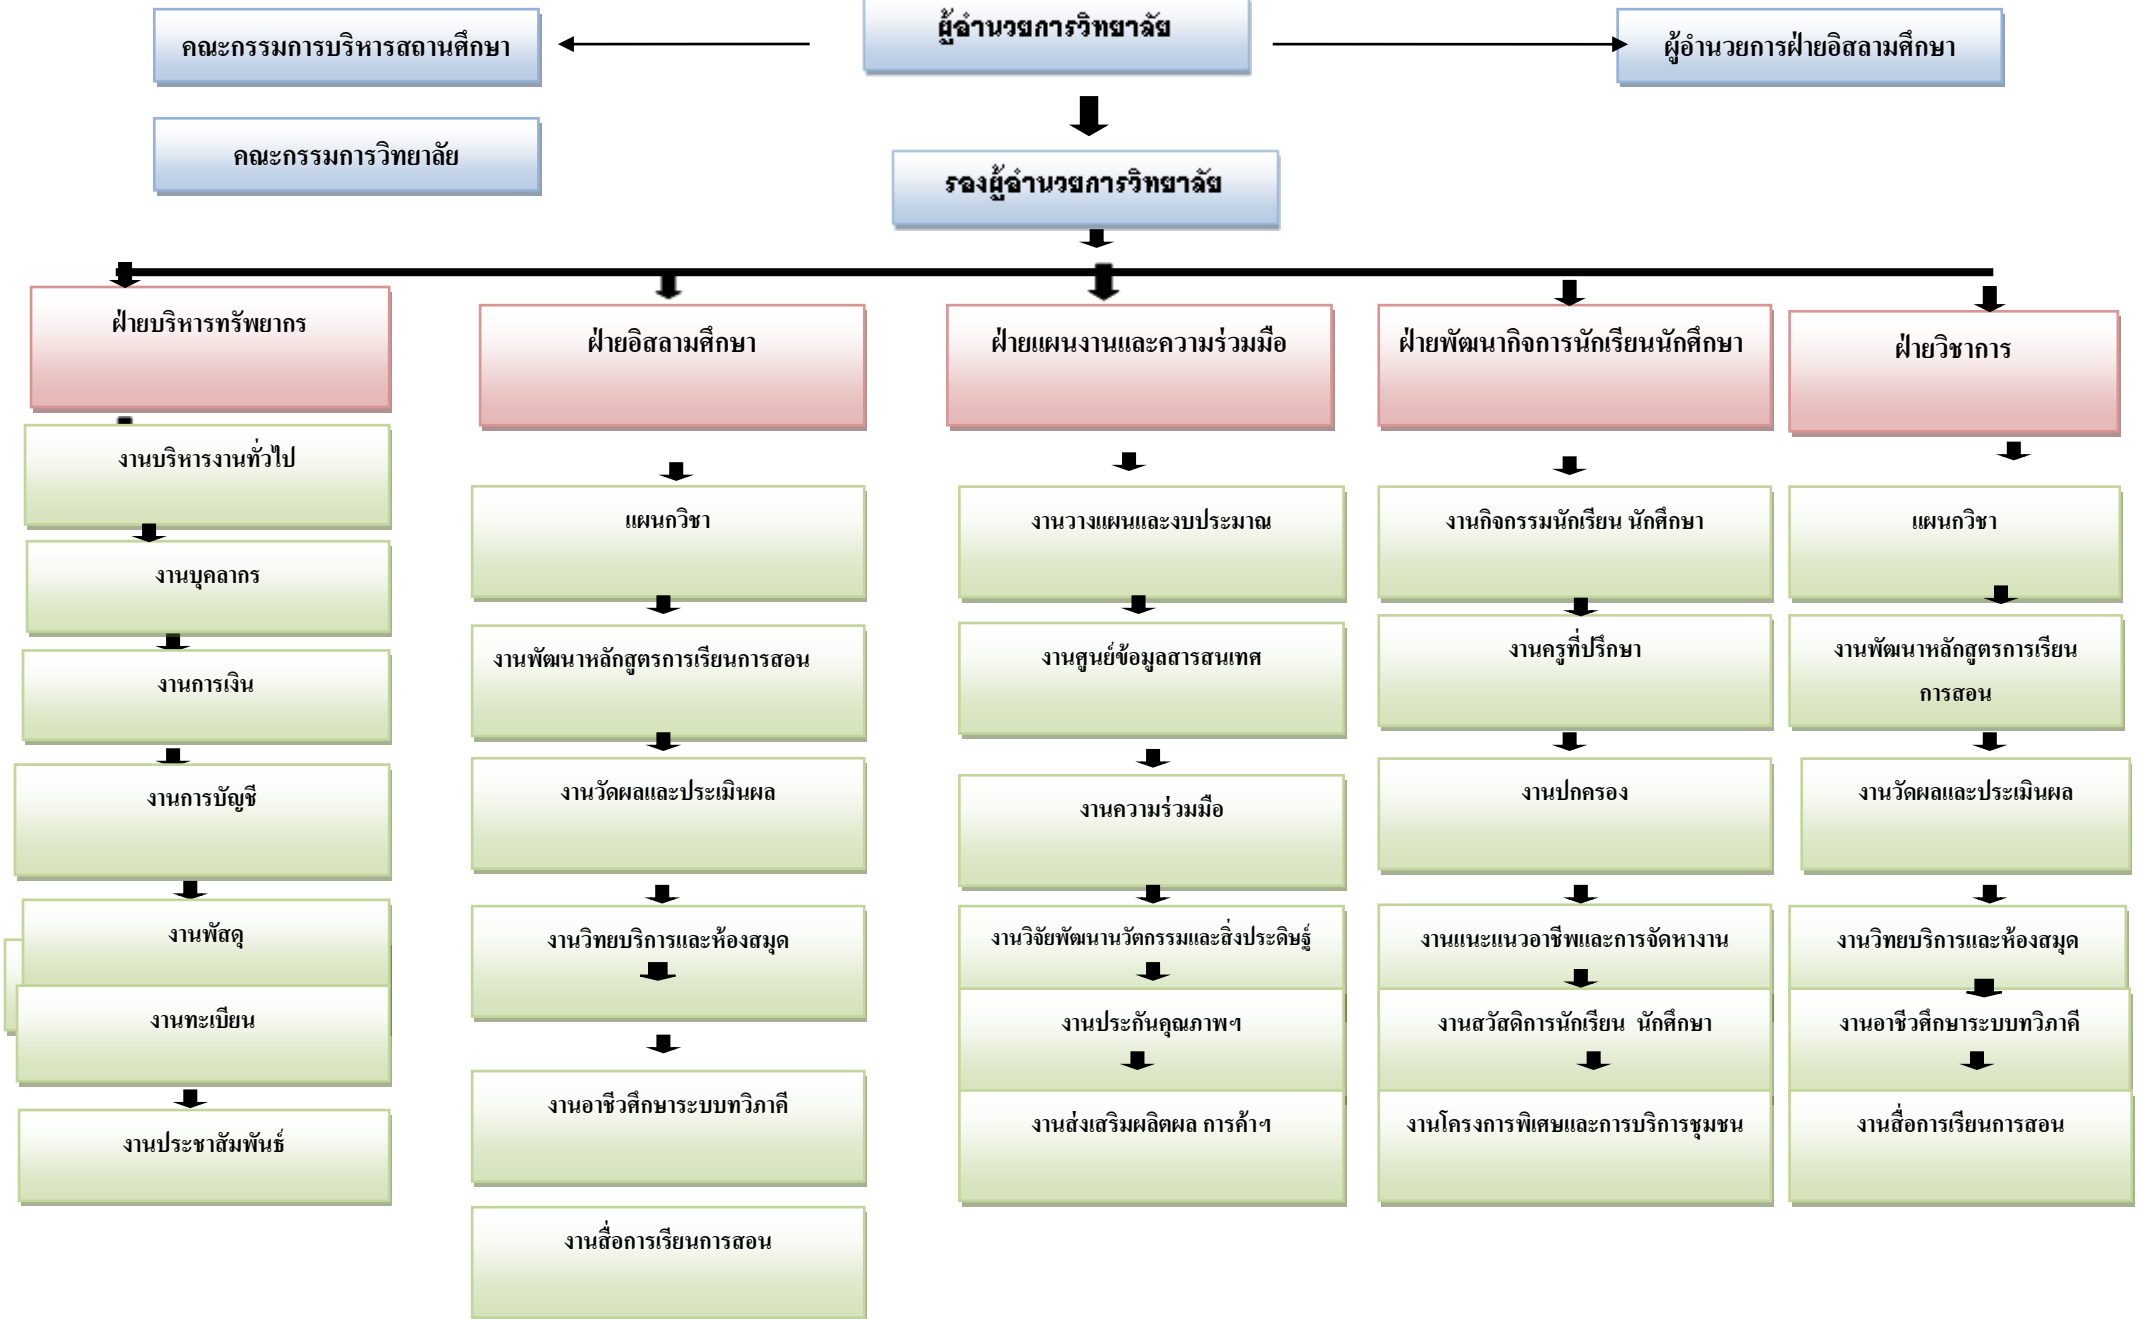 คณะกรรมการบริหารสถานศึกษา
ผู้อำนวยการวิทยาลัย
ผู้อำนวยการฝ่ายอิสลามศึกษา
คณะกรรมการวิทยาลัย
รองผู้อำนวยการวิทยาลัย
ฝ่ายบริหารทรัพยากร
งานบริหารงานทั่วไป
งานบุคลากร
งานการเงิน
งานการบัญชี
งานพัสดุ
งานทะเบียน
งานประชาสัมพันธ์
ฝ่ายอิสลามศึกษา
แผนกวิชา
งานพัฒนาหลักสูตรการเรียนการสอน
งานวัดผลและประเมินผล
งานวิทยบริการและห้องสมุด
งานอาชีวศึกษาระบบทวิภาคี
งานสื่อการเรียนการสอน
ฝ่ายแผนงานและความร่วมมือ
งานวางแผนและงบประมาณ
งานศูนย์ข้อมูลสารสนเทศ
งานความร่วมมือ
งานวิจัยพัฒนานวัตกรรมและสิ่งประดิษฐ์
งานประกันคุณภาพฯ
งานส่งเสริมผลิตผล การค้าฯ
ฝ่ายพัฒนากิจการนักเรียนนักศึกษา
งานกิจกรรมนักเรียน นักศึกษา
งานครูที่ปรึกษา
งานปกครอง
งานแนะแนวอาชีพและการจัดหางาน
งานสวัสดิการนักเรียน นักศึกษา
งานโครงการพิเศษและการบริการชุมชน
ฝ่ายวิชาการ
แผนกวิชา
งานพัฒนาหลักสูตรการเรียน
การสอน
งานวัดผลและประเมินผล
งานวิทยบริการและห้องสมุด
งานอาชีวศึกษาระบบทวิภาคี
งานสื่อการเรียนการสอน